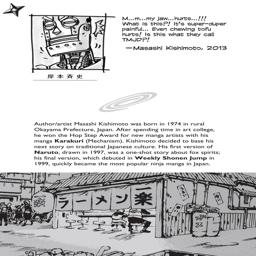 M...m...my jaw...hurts...!!!
What is this?! It's super-duper
painful... Even chewing tofu
hurts! Is this what they call
TMJD?!
—Masashi Kishimoto, 2013
岸本斉史
Author/artist Masashi Kishimoto was born in 1974 in rural
Okayama Prefecture, Japan. After spending time in art college,
he won the Hop Step Award for new manga artists with his
manga Karakuri (Mechanism). Kishimoto decided to base his
next story on traditional Japanese culture. His first version of
Naruto, drawn in 1997, was a one-shot story about fox spirits;
his final version, which debuted in Weekly Shonen Jump in
1999, quickly became the most popular ninja manga in Japan.
ラーメン楽